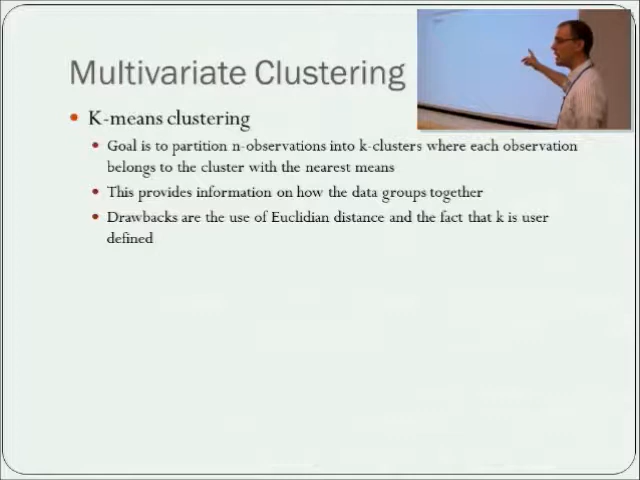 Multivariate Clustering
• K-means clustering
• Goal is to partition n-observations into k-clusters where each observation
belongs to the cluster with the nearest means
• This provides information on how the data groups together
• Drawbacks are the use of Euclidian distance and the fact that k is user
defined